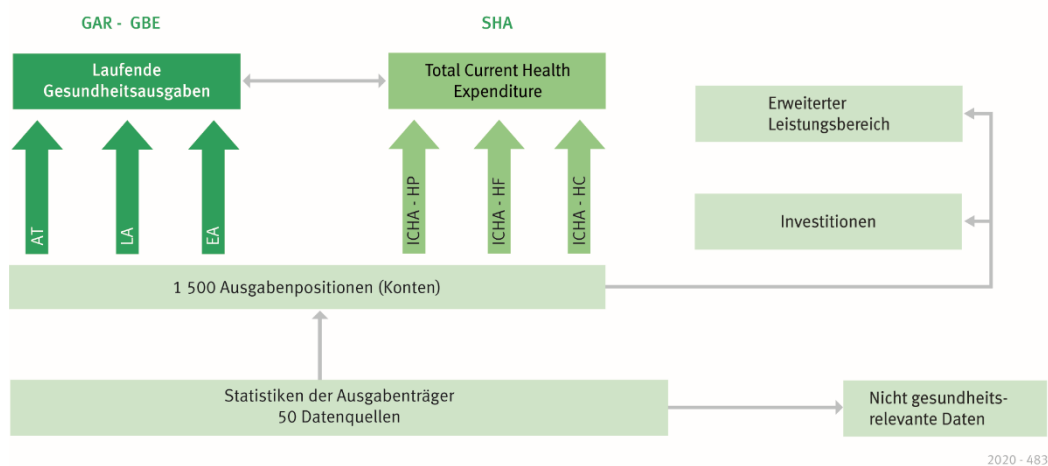 GAR - GBE
SHA
Laufende
Gesundheitsausgaben
Total Current Health
Expenditure
Erweiterter
Leistungsbereich
Investitionen
AT
LA
EA
ICHA - HP
ICHA - HF
ICHA - HC
1 500 Ausgabenpositionen (Konten)
Statistiken der Ausgabenträger
50 Datenquellen
Nicht gesundheits-
relevante Daten
2020 - 483